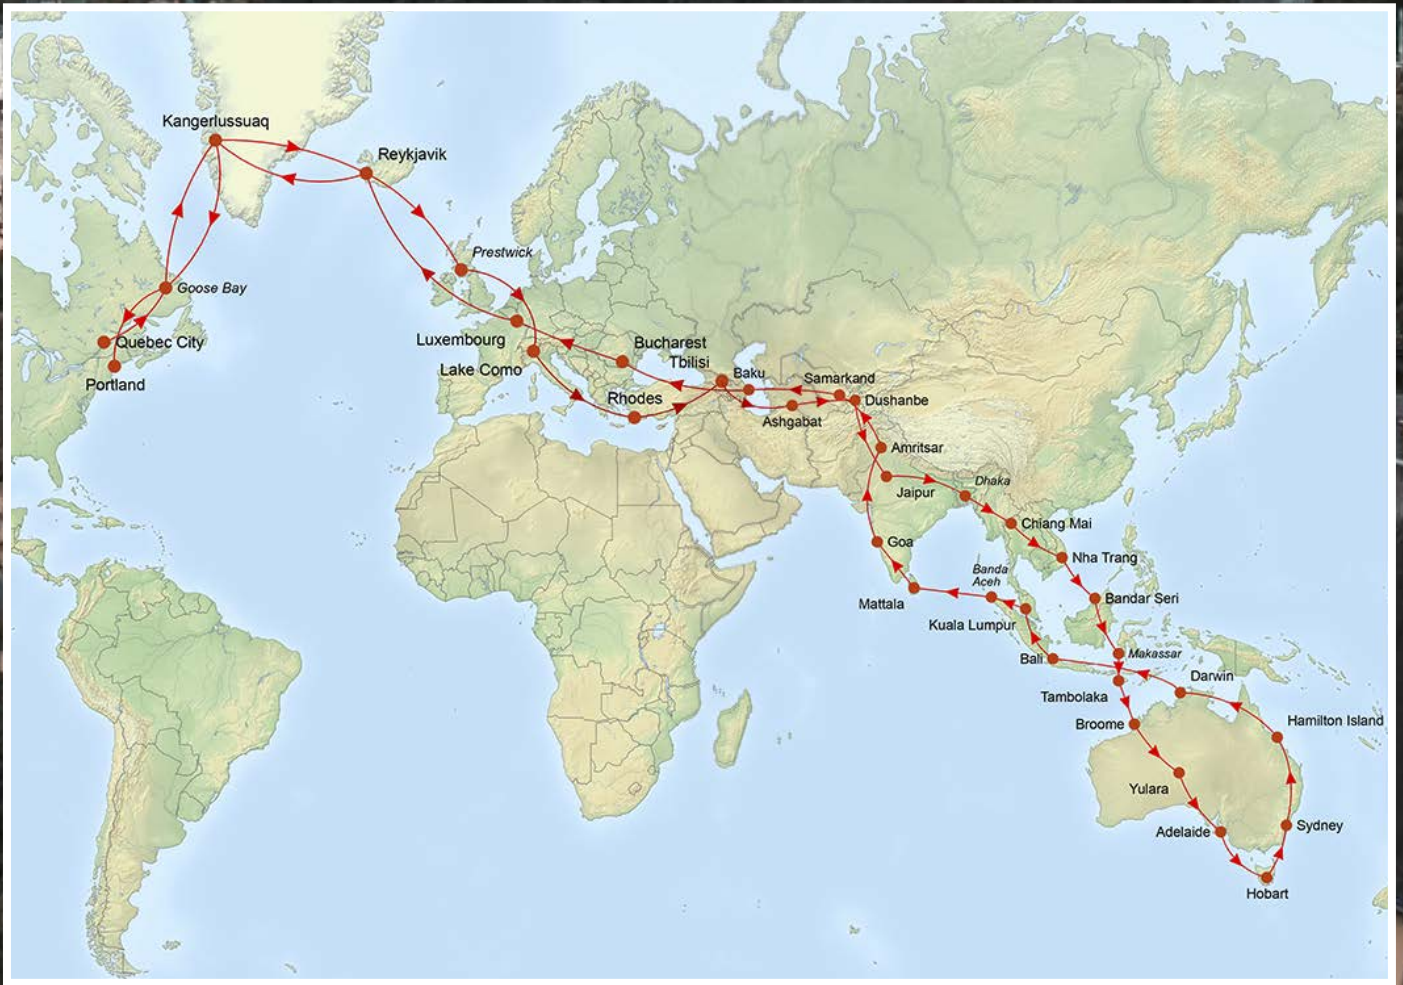 Kangerlussuaq
Reykjavik
Prestwick
Goose Bay
Quebec City
Portland
Luxembourg
Lake Como
Bucharest
Tbilisi
Rhodes
Baku
Samarkand
Dushanbe
Ashgabat
Amritsar
Jaipur
Dhaka
Chiang Mai
Goa
Nha Trang
Banda
Aceh
Mattala
Bandar Seri
Kuala Lumpur
Bali
Makassar
Darwin
Tambolaka
Broome
Hamilton Island
Yulara
Adelaide
Sydney
Hobart